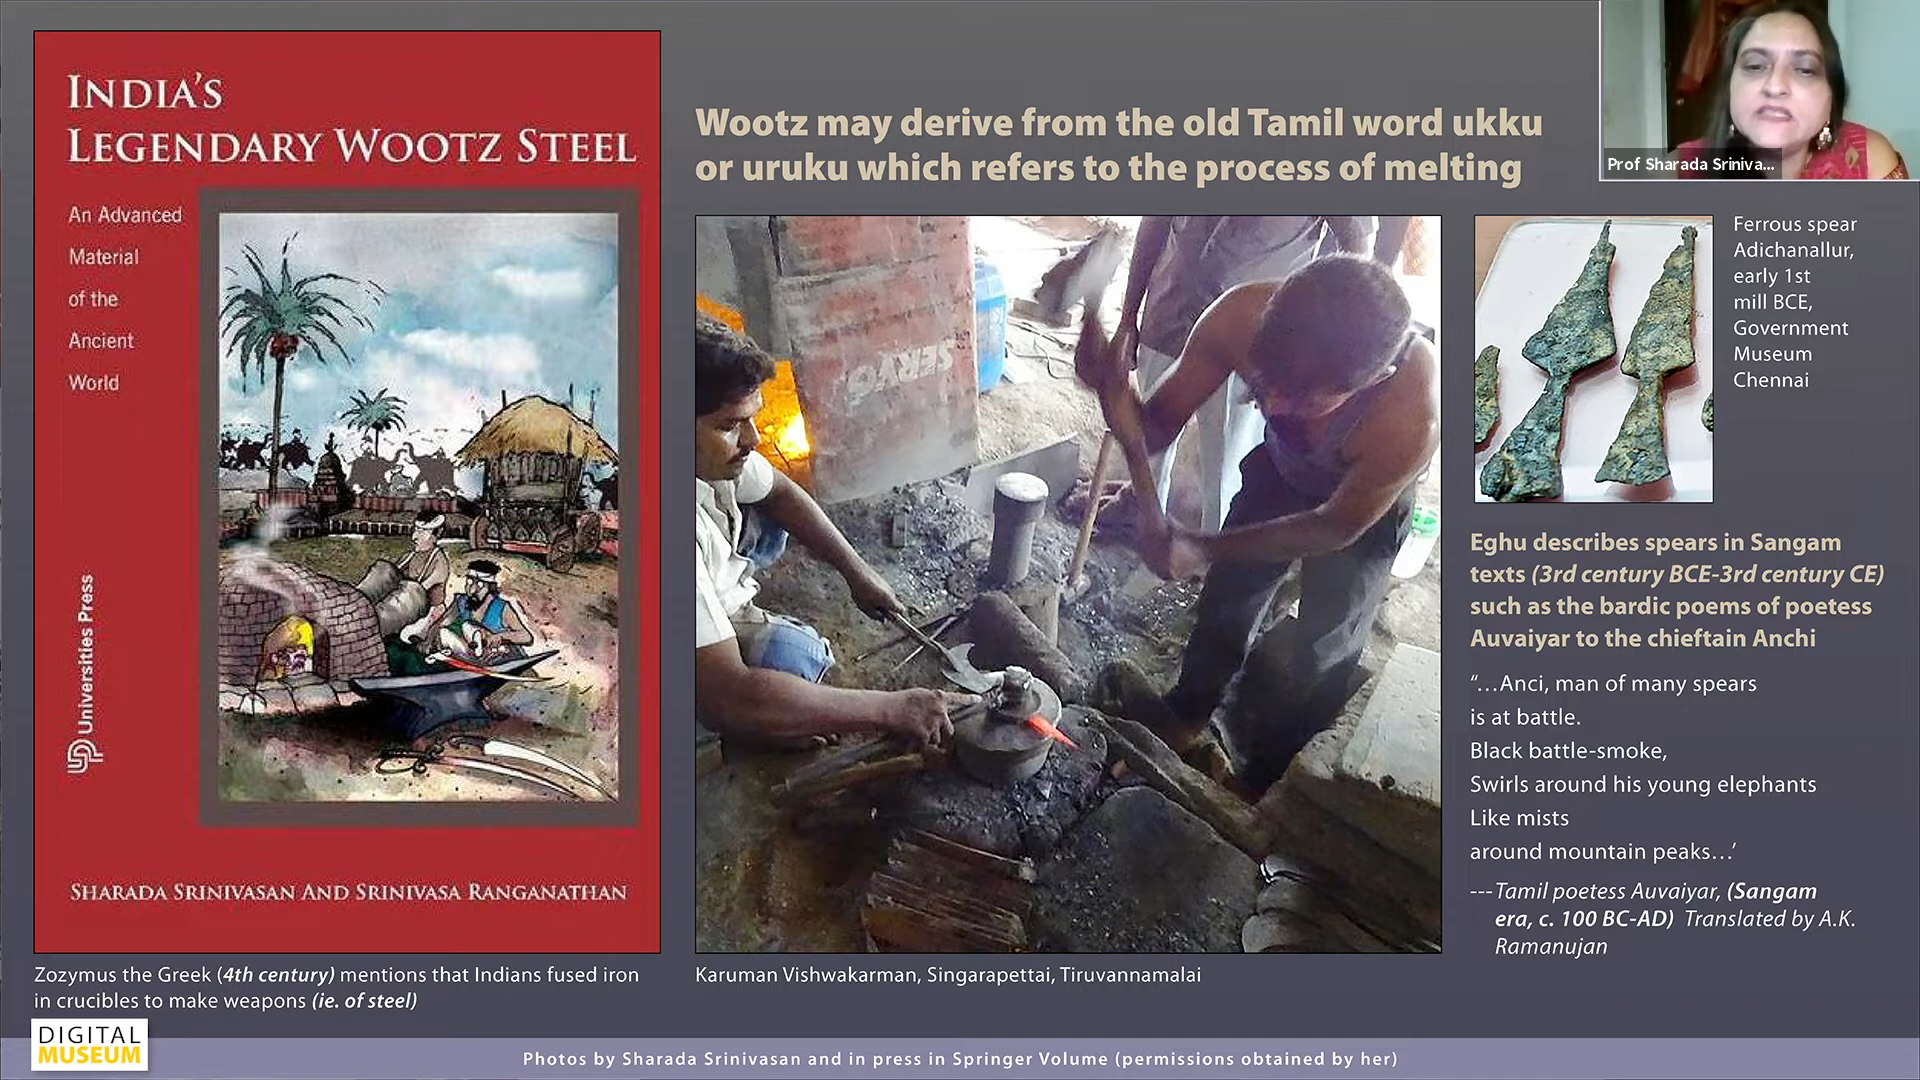 INDIA'S
LEGENDARY WOOTZ STEEL
An Advanced
Material
of the
Ancient
World
Universities Press
SHARADA SRINIVASAN AND SRINIVASA RANGANATHAN
Zozymus the Greek (4th century) mentions that Indians fused iron
in crucibles to make weapons (ie. of steel)
Wootz may derive from the old Tamil word ukku
or uruku which refers to the process of melting
SERVO
Karuman Vishwakarman, Singarapettai, Tiruvannamalai
Prof Sharada Sriniva...
Ferrous spear
Adichanallur,
early 1st
mill BCE,
Government
Museum
Chennai
Eghu describes spears in Sangam
texts (3rd century BCE-3rd century CE)
such as the bardic poems of poetess
Auvaiyar to the chieftain Anchi
“…Anci, man of many spears
is at battle.
Black battle-smoke,
Swirls around his young elephants
Like mists
around mountain peaks…’
---Tamil poetess Auvaiyar, (Sangam
era, c. 100 BC-AD) Translated by A.K.
Ramanujan
DIGITAL
MUSEUM
Photos by Sharada Srinivasan and in press in Springer Volume (permissions obtained by her)